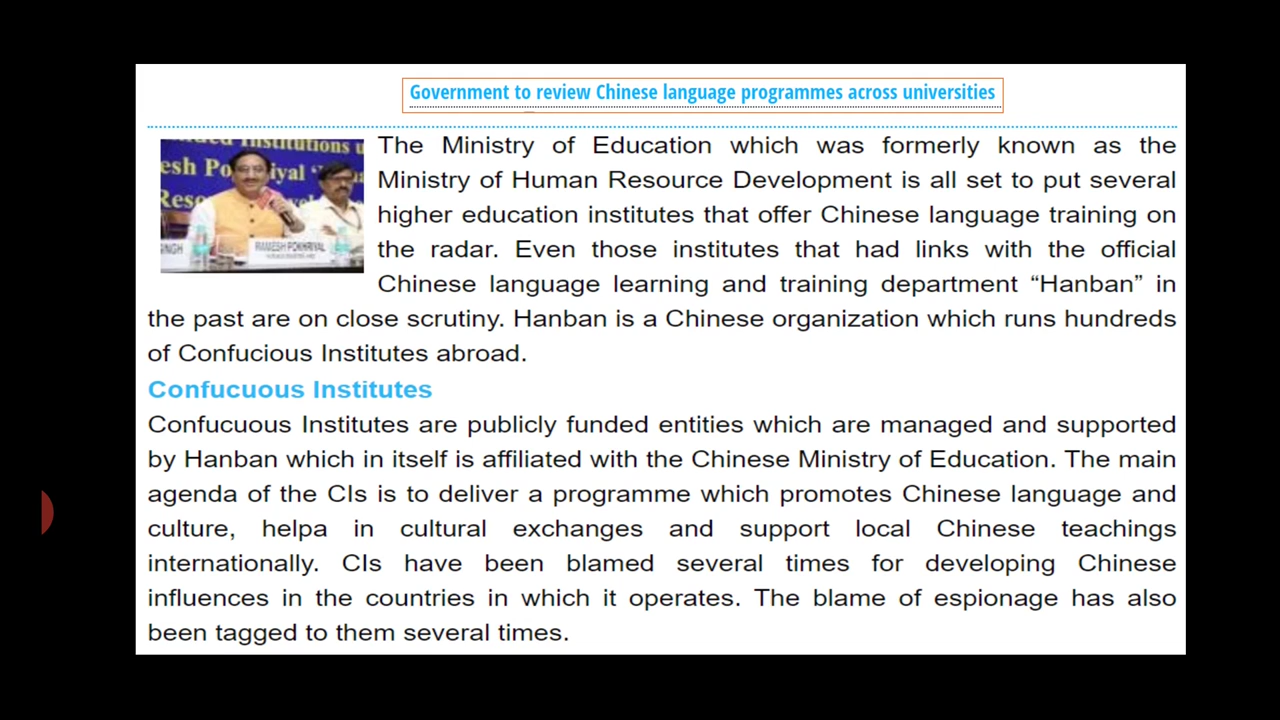 Government to review Chinese language programmes across universities
The Ministry of Education which was formerly known as the
Ministry of Human Resource Development is all set to put several
higher education institutes that offer Chinese language training on
the radar. Even those institutes that had links with the official
Chinese language learning and training department “Hanban” in
the past are on close scrutiny. Hanban is a Chinese organization which runs hundreds
of Confucious Institutes abroad.
Institutions
RAMESH POKHRIYAL
Confucuous Institutes
Confucuous Institutes are publicly funded entities which are managed and supported
by Hanban which in itself is affiliated with the Chinese Ministry of Education. The main
agenda of the CIs is to deliver a programme which promotes Chinese language and
culture, helpa in cultural exchanges and support local Chinese teachings
internationally. CIs have been blamed several times for developing Chinese
influences in the countries in which it operates. The blame of espionage has also
been tagged to them several times.